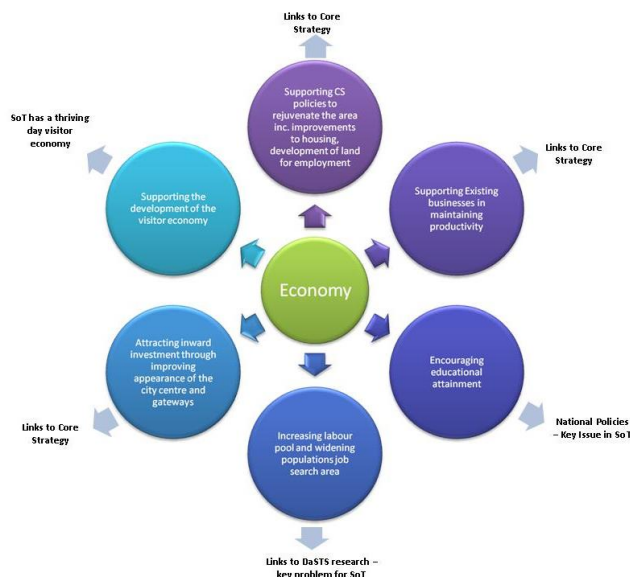 Links to Core
Strategy
Supporting CS
policies to
rejuvenate the area
inc. improvements
to housing,
development of land
for employment
SoT has a thriving
day visitor
economy
Links to Core
Strategy
Supporting the
development of the
visitor economy
Supporting Existing
businesses in
maintaining
productivity
Economy
Attracting inward
investment through
improving
appearance of the
city centre and
gateways
Encouraging
educational
attainment
Links to Core
Strategy
National Policies
– Key Issue in SoT
Increasing labour
pool and widening
populations job
search area
Links to DaSTS research –
key problem for SoT